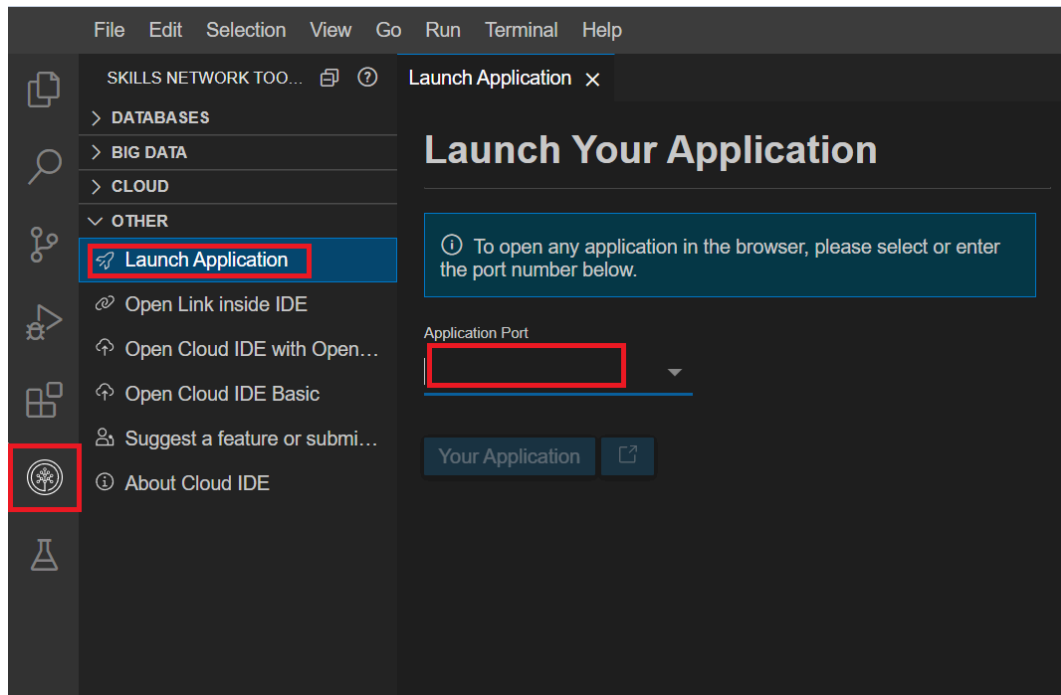 File Edit Selection View Go Run Terminal Help
SKILLS NETWORK TOO...
Launch Application
DATABASES
BIG DATA
CLOUD
OTHER
Launch Application
Open Link inside IDE
Open Cloud IDE with Open...
Open Cloud IDE Basic
Suggest a feature or submi...
About Cloud IDE
Launch Your Application
To open any application in the browser, please select or enter
the port number below.
Application Port
Your Application